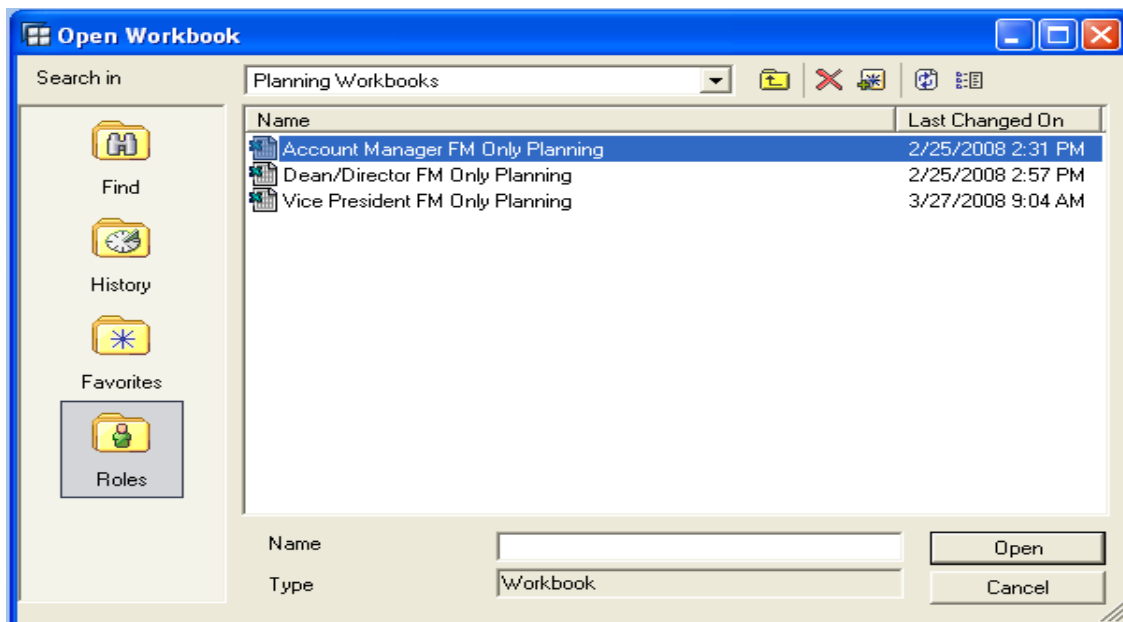 Open Workbook
Search in
Planning Workbooks
Name Last Changed On
Account Manager FM Only Planning 2/25/2008 2:31 PM
Dean/Director FM Only Planning 2/25/2008 2:57 PM
Vice President FM Only Planning 3/27/2008 9:04 AM
Find
History
Favorites
Roles
Name
Open
Type Workbook
Cancel